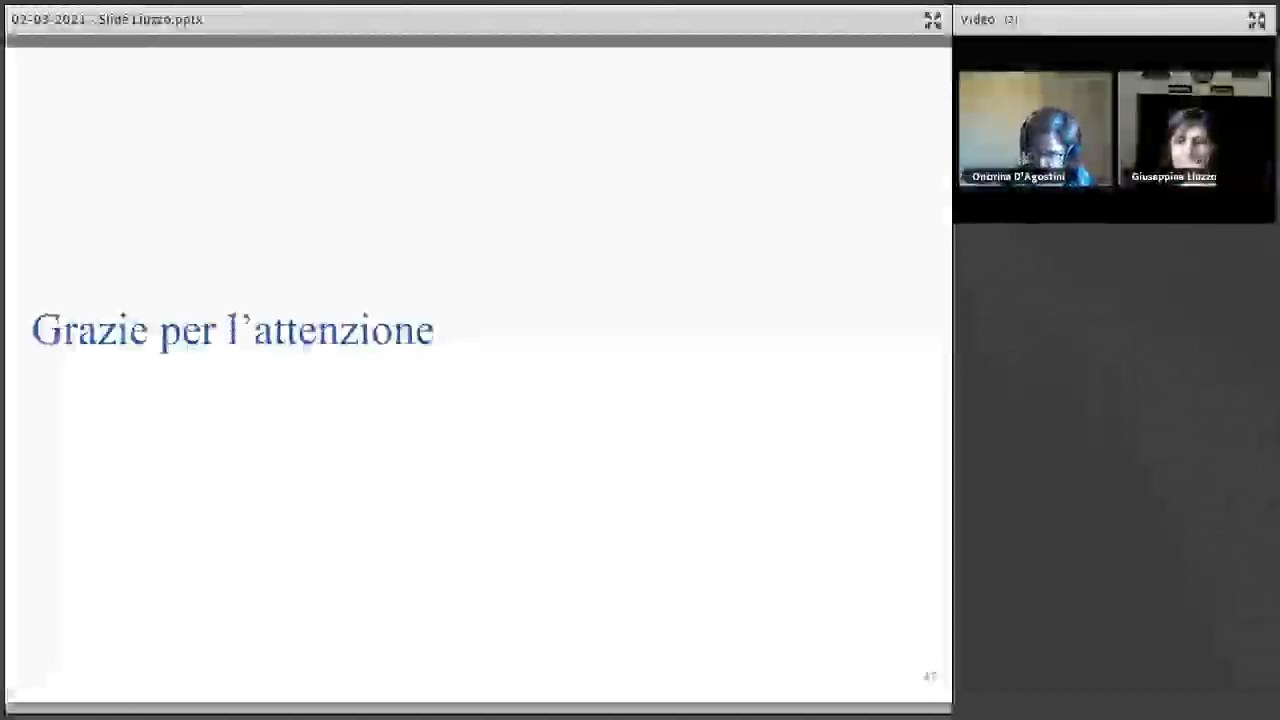 02-03-2021 - Slide Liuzzo.pptx
Video (2)
Onorina D'Agostini
Giuseppina Liuzzo
Grazie per l'attenzione